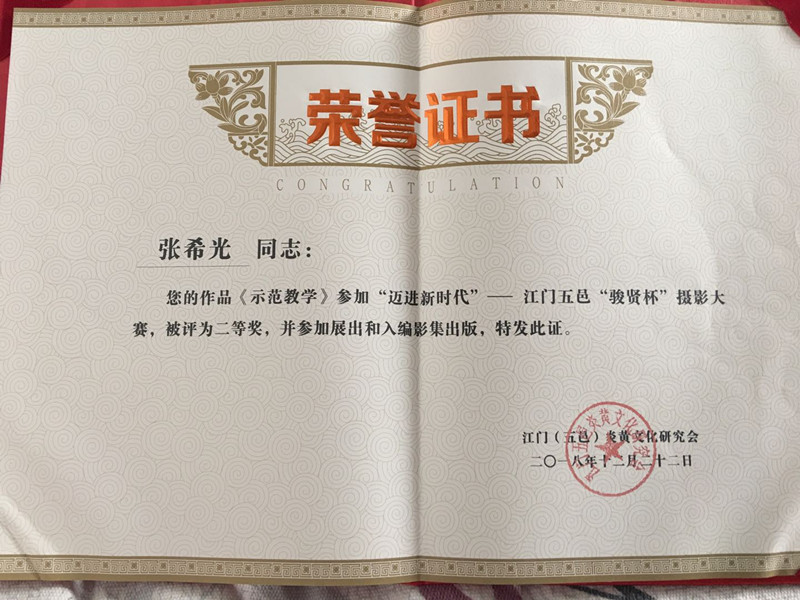 荣誉证书
CONGRATULATION
张希光 同志：
您的作品《示范教学》参加“迈进新时代”—— 江门五邑“骏贤杯”摄影大
赛，被评为二等奖，并参加展出和入编影集出版，特发此证。
江门（五邑）炎黄文化研究会
二〇一八年十二月二十二日